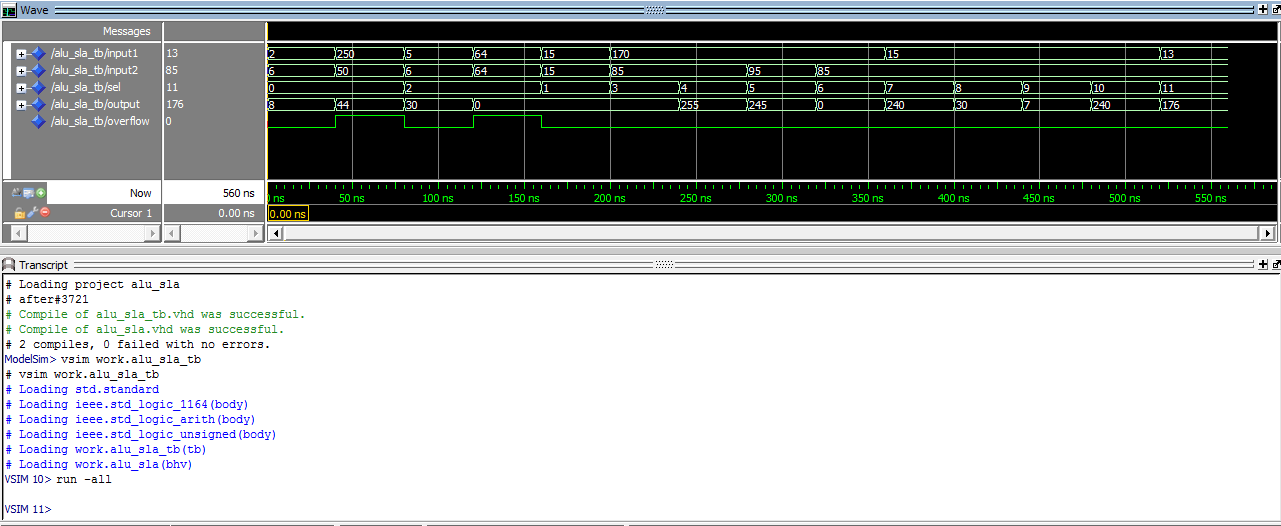 Wave
Messages
/alu_sla_tb/input1 13 2 250 5 64 15 170 15 13
/alu_sla_tb/input2 85 6 50 6 64 15 85 95 85
/alu_sla_tb/sel 11 0 2 1 3 4 5 6 7 8 9 10 11
/alu_sla_tb/output 176 8 44 30 0 255 245 0 240 30 7 240 176
/alu_sla_tb/overflow 0
Now 560 ns ns 50 ns 100 ns 150 ns 200 ns 250 ns 300 ns 350 ns 400 ns 450 ns 500 ns 550 ns
Cursor 1 0.00 ns 0.00 ns
Transcript
# Loading project alu_sla
# after#3721
# Compile of alu_sla_tb.vhd was successful.
# Compile of alu_sla.vhd was successful.
# 2 compiles, 0 failed with no errors.
ModelSim> vsim work.alu_sla_tb
# vsim work.alu_sla_tb
# Loading std.standard
# Loading ieee.std_logic_1164(body)
# Loading ieee.std_logic_arith(body)
# Loading ieee.std_logic_unsigned(body)
# Loading work.alu_sla_tb(tb)
# Loading work.alu_sla(bhv)
VSIM 10> run -all
VSIM 11>